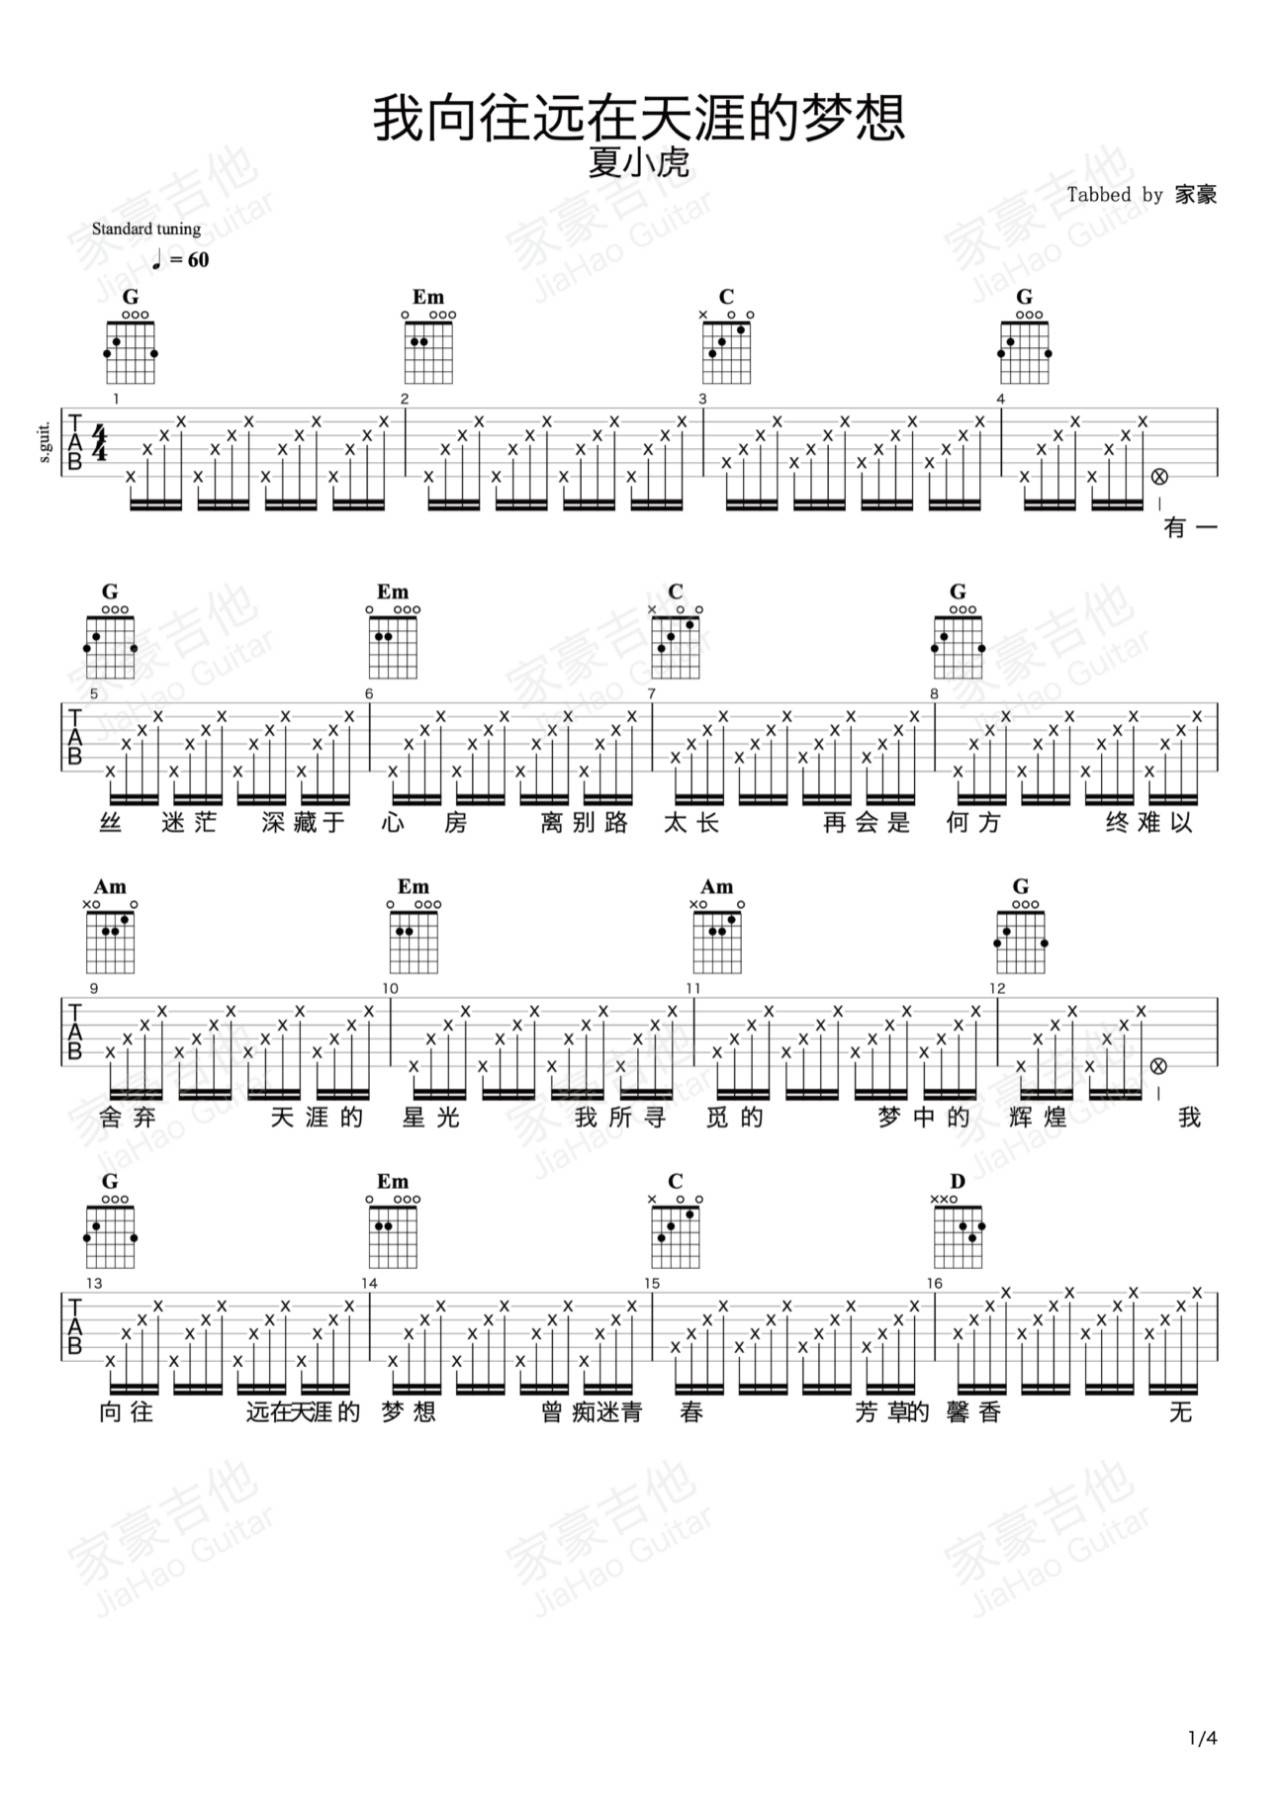 我向往远在天涯的梦想
夏小虎
Tabbed by 家豪
Standard tuning
♩ = 60
G Em C G
1 2 3 4
s.guit.
T A B 4 4
有 一
G Em C G
5 6 7 8
T A B
丝 迷 茫 深 藏 于 心 房 离 别 路 太 长 再 会 是 何 方 终 难 以
Am Em Am G
9 10 11 12
T A B
舍 弃 天 涯 的 星 光 我 所 寻 觅 的 梦 中 的 辉 煌 我
G Em C D
13 14 15 16
T A B
向 往 远在天涯 的 梦 想 曾 痴迷 青 春 芳 草的 馨 香 无
家豪吉他
JiaHao Guitar
1/4